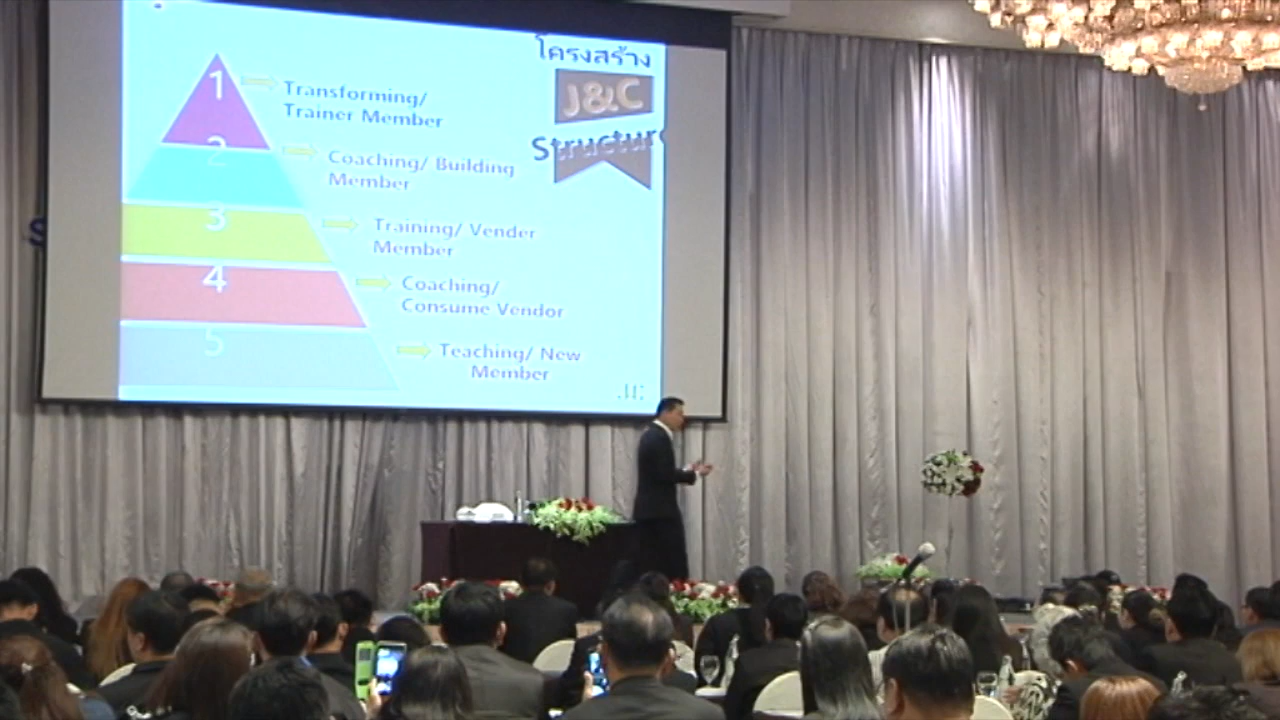 1
Transforming/
Trainer Member
2
Coaching/ Building
Member
3
Training/ Vender
Member
4
Coaching/
Consume Vendor
5
Teaching/ New
Member
โครงสร้าง
J&C
Structure